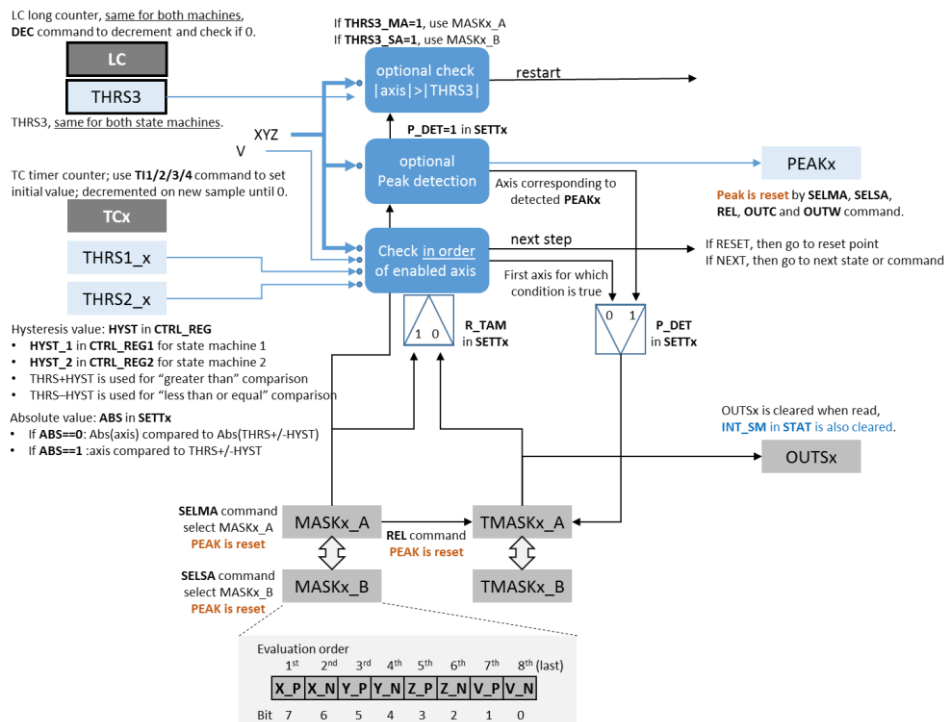 LC long counter, same for both machines,
DEC command to decrement and check if 0.
LC
THRS3
THRS3, same for both state machines.
If THRS3_MA=1, use MASKx_A
If THRS3_SA=1, use MASKx_B
optional check
|axis|>|THRS3|
restart
P_DET=1 in SETTx
XYZ
V
optional
Peak detection
PEAKx
Axis corresponding to
detected PEAKx
Peak is reset by SELMA, SELSA,
REL, OUTC and OUTW command.
TC timer counter; use TI1/2/3/4 command to set
initial value; decremented on new sample until 0.
TCx
THRS1_x
THRS2_x
Check in order
of enabled axis
next step
If RESET, then go to reset point
If NEXT, then go to next state or command
First axis for which
condition is true
1 0
R_TAM
in SETTx
0 1
P_DET
in SETTx
Hysteresis value: HYST in CTRL_REG
• HYST_1 in CTRL_REG1 for state machine 1
• HYST_2 in CTRL_REG2 for state machine 2
• THRS+HYST is used for “greater than” comparison
• THRS–HYST is used for “less than or equal” comparison
Absolute value: ABS in SETTx
• If ABS==0: Abs(axis) compared to Abs(THRS+/-HYST)
• If ABS==1 :axis compared to THRS+/-HYST
OUTSx is cleared when read,
INT_SM in STAT is also cleared.
OUTSx
SELMA command
select MASKx_A
PEAK is reset
MASKx_A
REL command
PEAK is reset
TMASKx_A
SELSA command
select MASKx_B
PEAK is reset
MASKx_B
TMASKx_B
Evaluation order
1st 2nd 3rd 4th 5th 6th 7th 8th (last)
X_P X_N Y_P Y_N Z_P Z_N V_P V_N
Bit 7 6 5 4 3 2 1 0